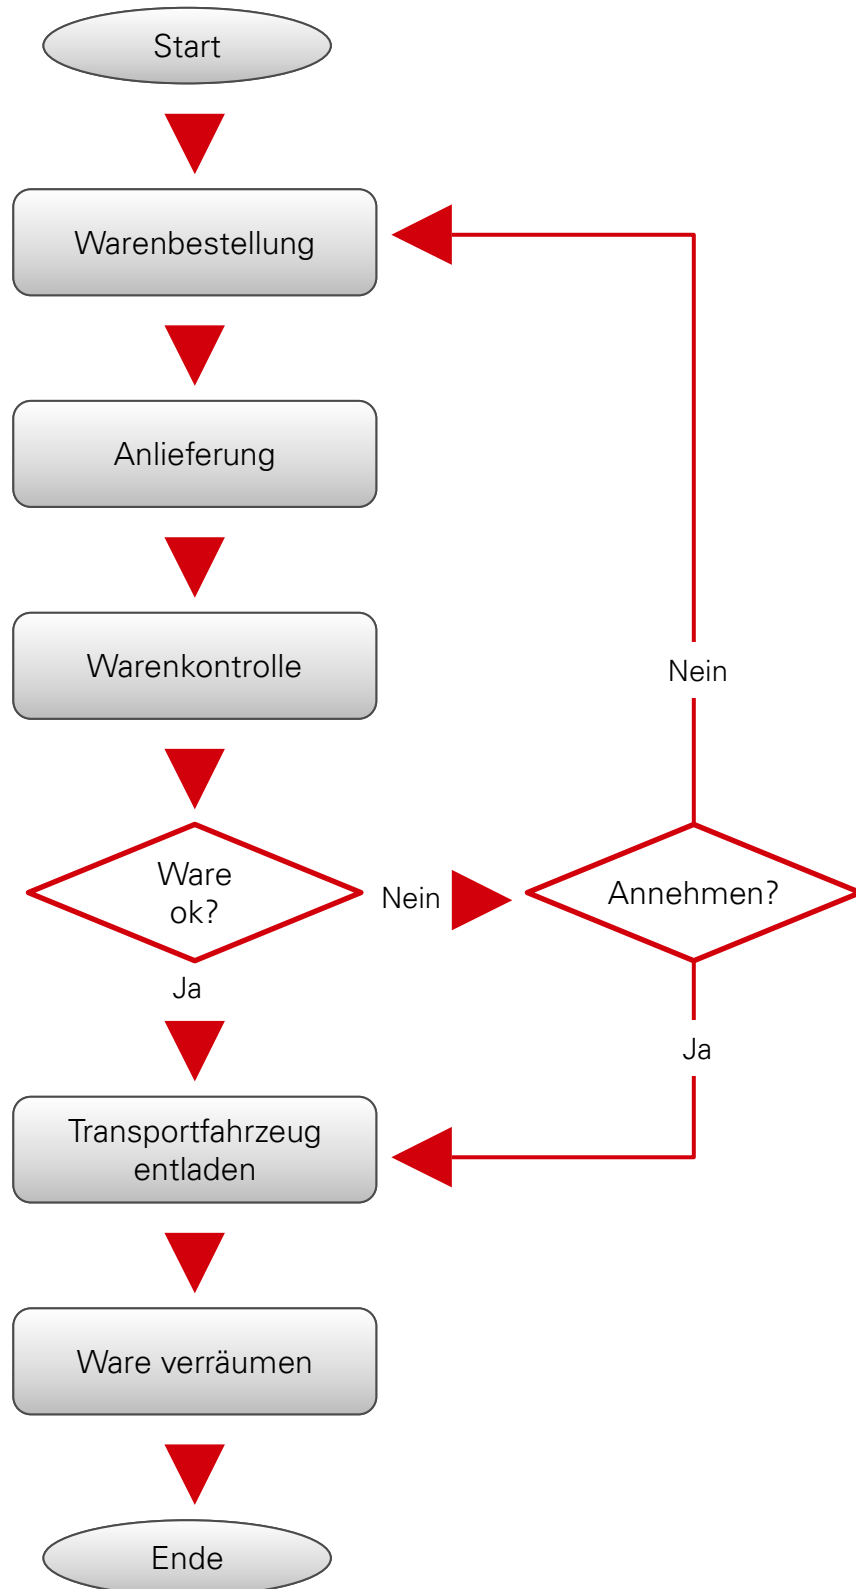 Start
Warenbestellung
Anlieferung
Warenkontrolle
Nein
Ware
ok?
Nein
Annehmen?
Ja
Ja
Transportfahrzeug
entladen
Ware verräumen
Ende